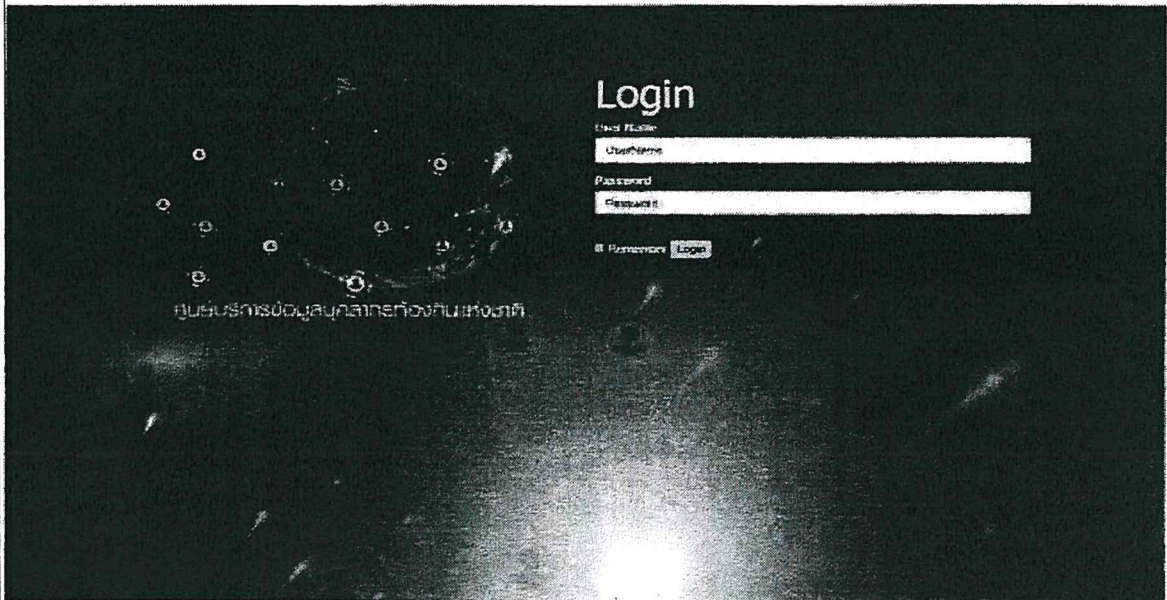 ศูนย์บริการข้อมูลบุคลากรท้องถิ่นแห่งชาติ
Login
User Name
UserName
Password
Password
Remember Login